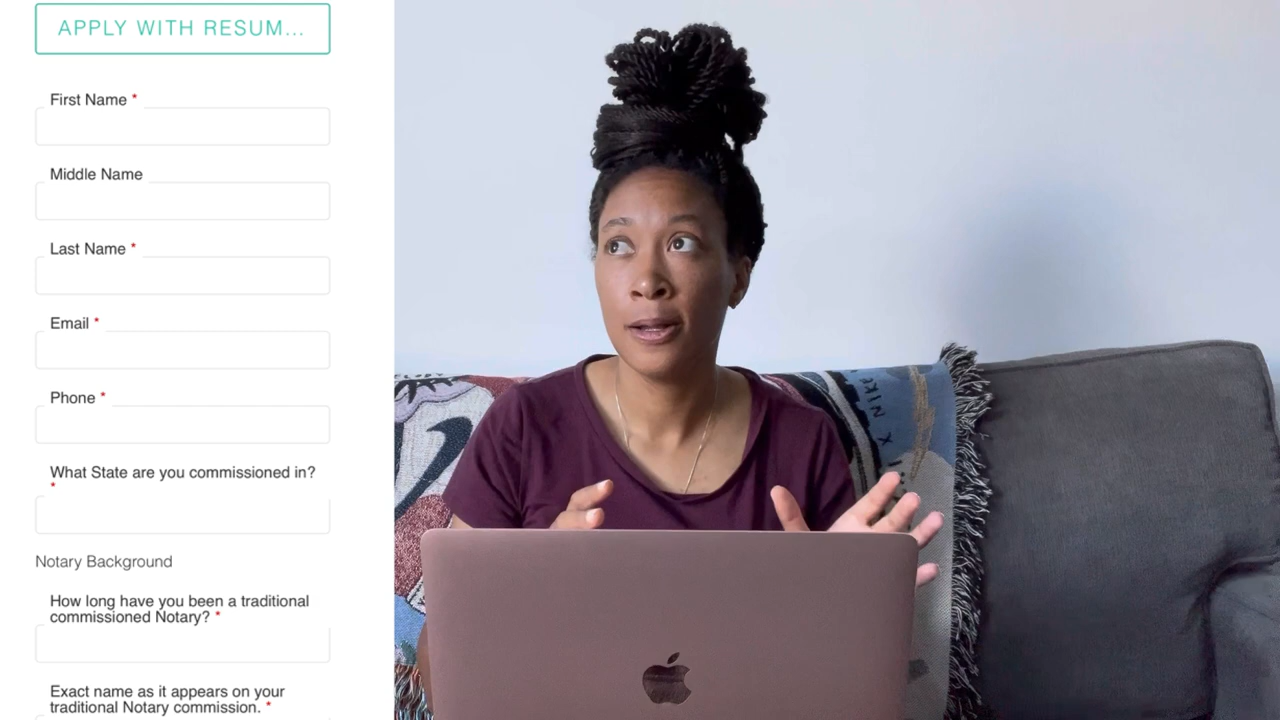 APPLY WITH RESUM...
First Name *
Middle Name
Last Name *
Email *
Phone *
What State are you commissioned in?
*
Notary Background
How long have you been a traditional
commissioned Notary? *
Exact name as it appears on your
traditional Notary commission. *
X NIKE